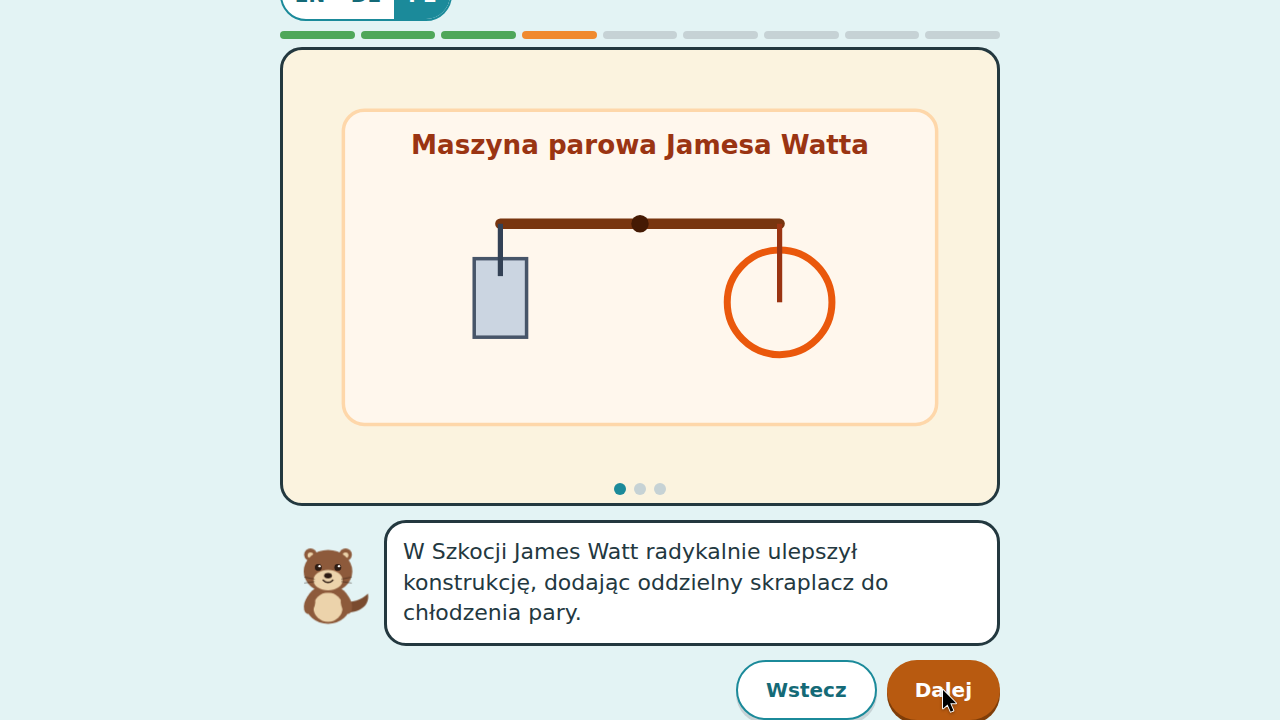 Maszyna parowa Jamesa Watta
W Szkocji James Watt radykalnie ulepszył
konstrukcję, dodając oddzielny skraplacz do
chłodzenia pary.
Wstecz
Dalej